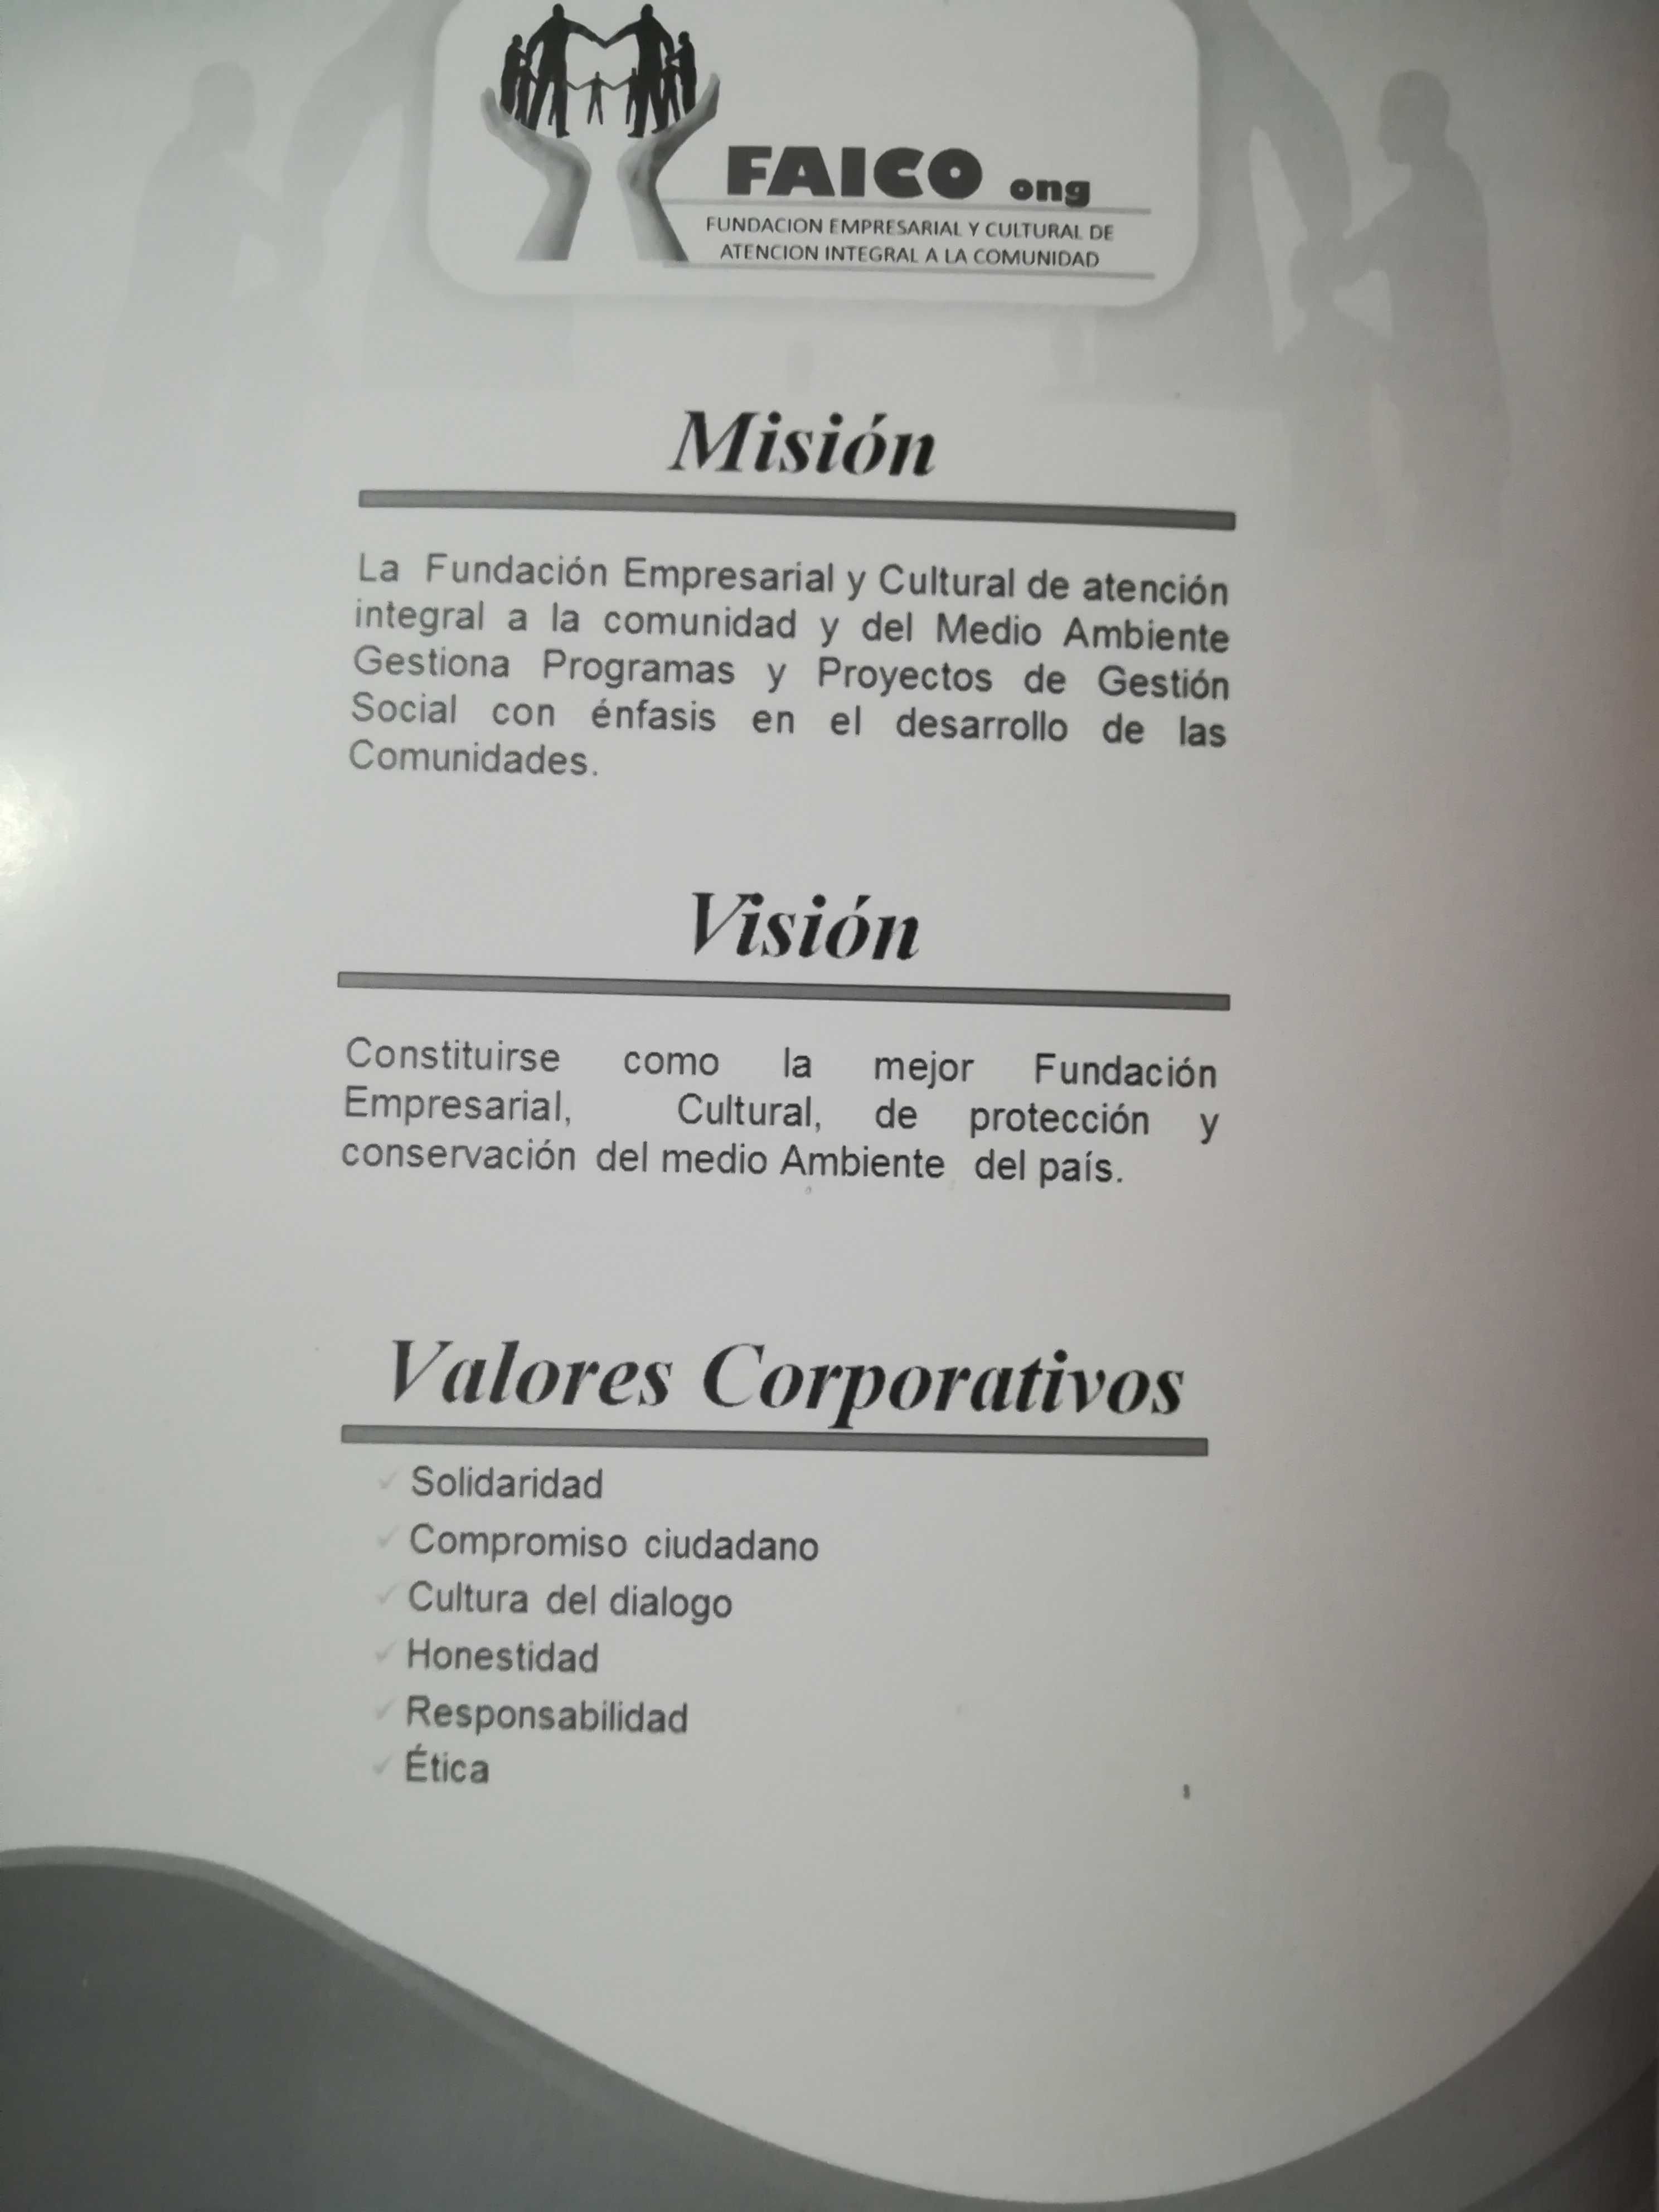 FAICO ong
FUNDACION EMPRESARIAL Y CULTURAL DE
ATENCION INTEGRAL A LA COMUNIDAD
Misión
La Fundación Empresarial y Cultural de atención
integral a la comunidad y del Medio Ambiente
Gestiona Programas y Proyectos de Gestión
Social con énfasis en el desarrollo de las
Comunidades.
Visión
Constituirse como la mejor Fundación
Empresarial, Cultural, de protección y
conservación del medio Ambiente del país.
Valores Corporativos
✓ Solidaridad
✓ Compromiso ciudadano
✓ Cultura del dialogo
✓ Honestidad
✓ Responsabilidad
✓ Ética